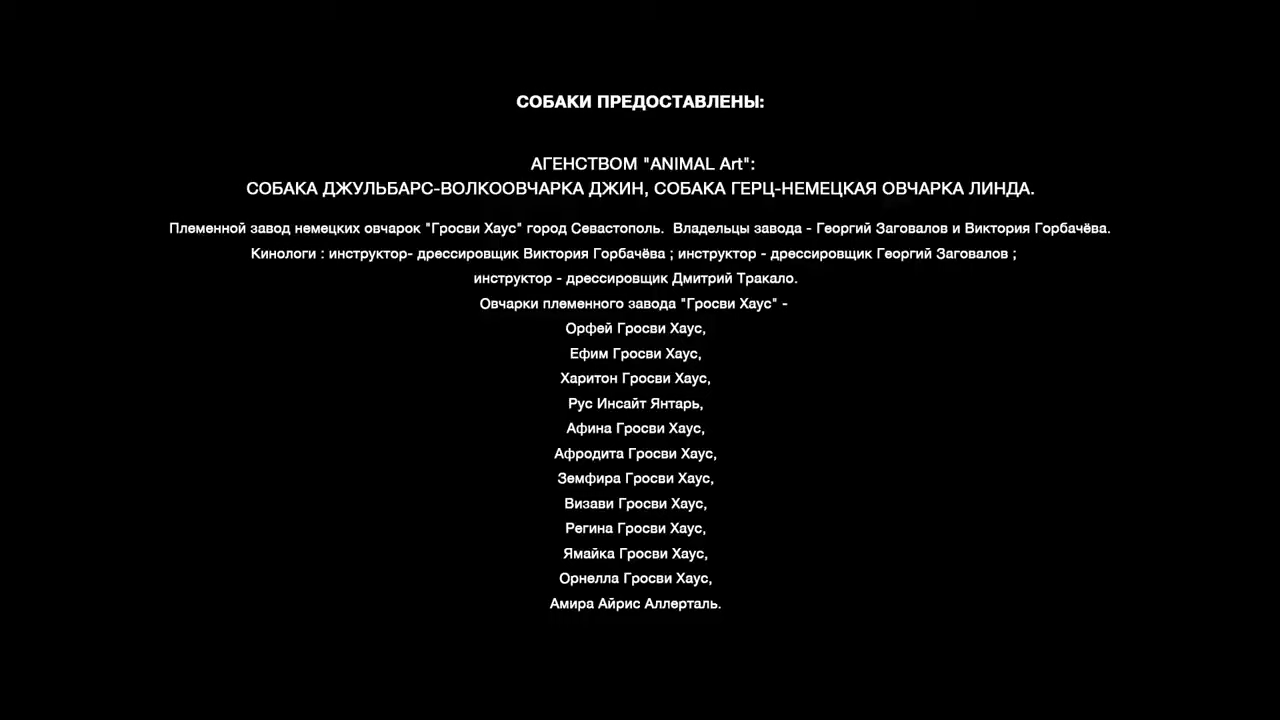 СОБАКИ ПРЕДОСТАВЛЕНЫ:
АГЕНСТВОМ "ANIMAL Art":
СОБАКА ДЖУЛЬБАРС-ВОЛКООВЧАРКА ДЖИН, СОБАКА ГЕРЦ-НЕМЕЦКАЯ ОВЧАРКА ЛИНДА.
Племенной завод немецких овчарок "Гросви Хаус" город Севастополь.  Владельцы завода - Георгий Заговалов и Виктория Горбачёва.
Кинологи : инструктор- дрессировщик Виктория Горбачёва ; инструктор - дрессировщик Георгий Заговалов ;
инструктор - дрессировщик Дмитрий Тракало.
Овчарки племенного завода "Гросви Хаус" -
Орфей Гросви Хаус,
Ефим Гросви Хаус,
Харитон Гросви Хаус,
Рус Инсайт Янтарь,
Афина Гросви Хаус,
Афродита Гросви Хаус,
Земфира Гросви Хаус,
Визави Гросви Хаус,
Регина Гросви Хаус,
Ямайка Гросви Хаус,
Орнелла Гросви Хаус,
Амира Айрис Аллерталь.